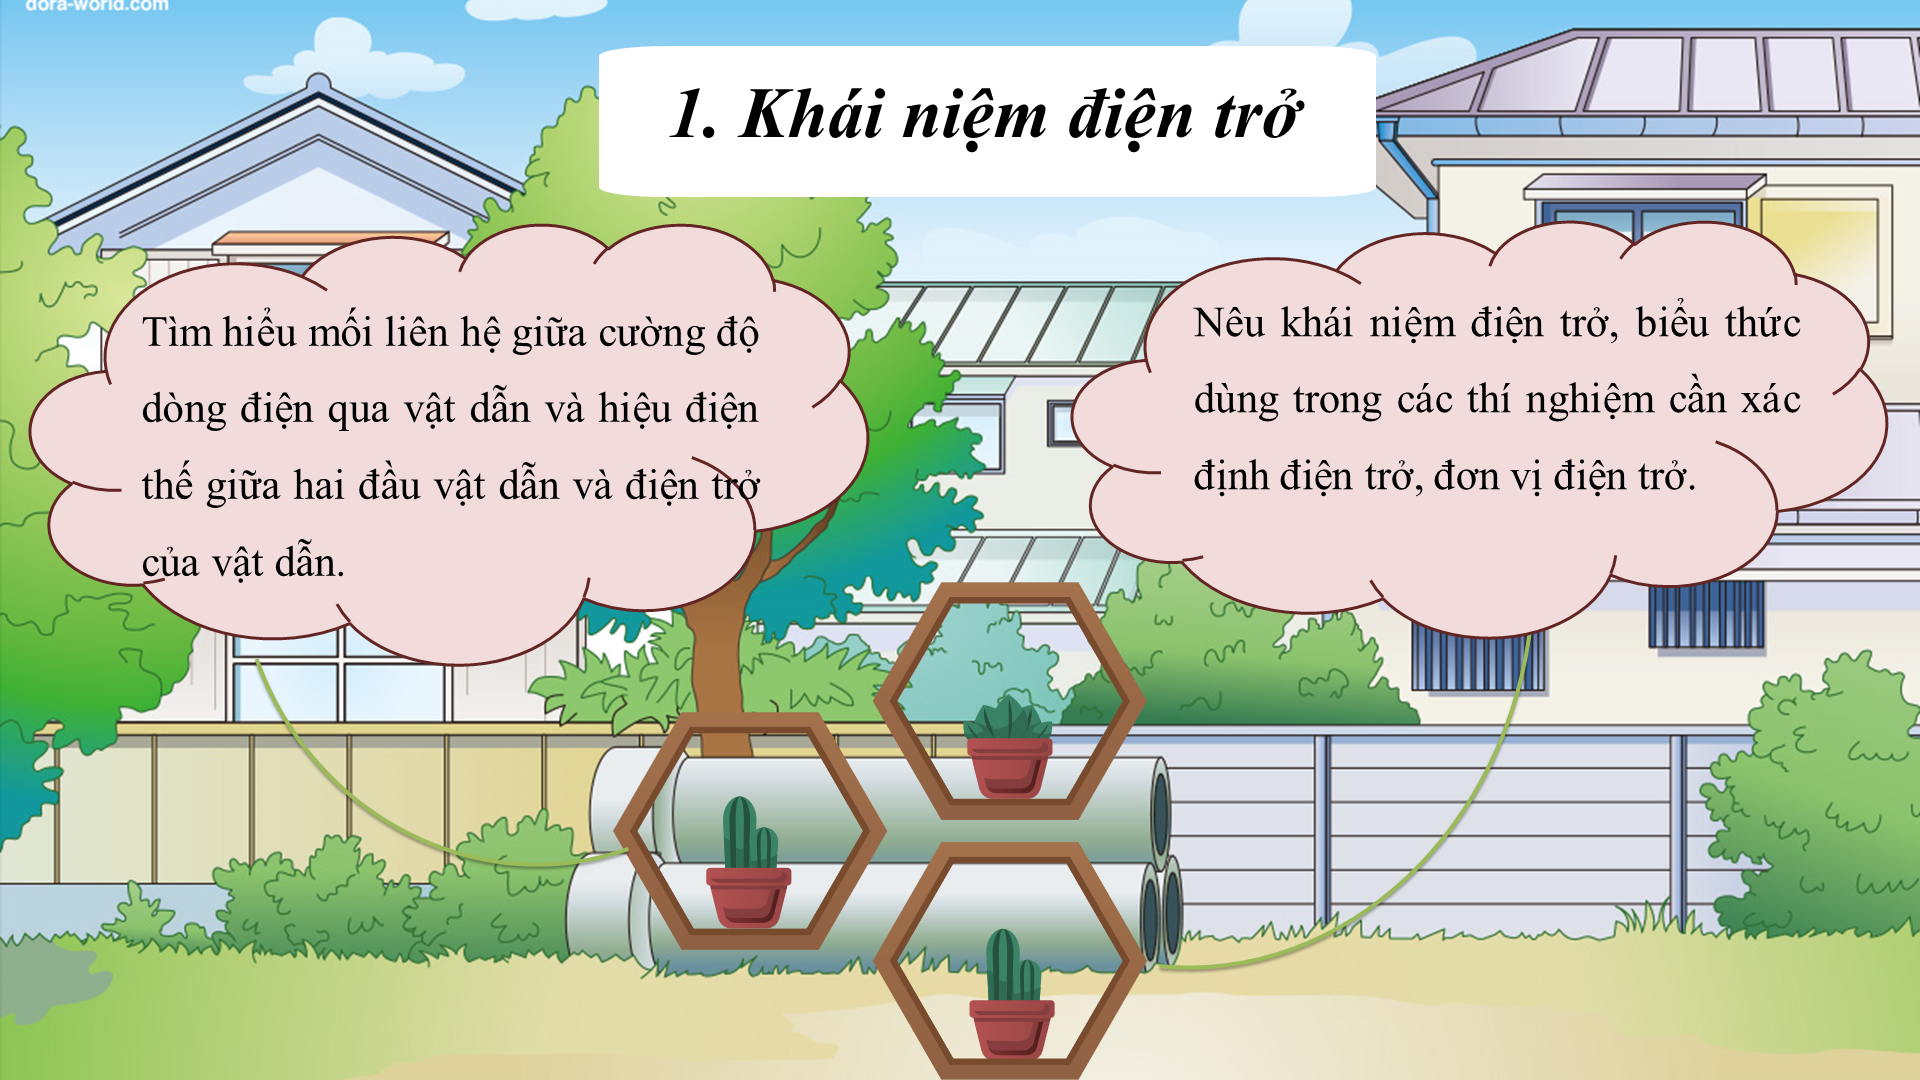 dora-world.com
1. Khái niệm điện trở
Tìm hiểu mối liên hệ giữa cường độ
dòng điện qua vật dẫn và hiệu điện
thế giữa hai đầu vật dẫn và điện trở
của vật dẫn.
Nêu khái niệm điện trở, biểu thức
dùng trong các thí nghiệm cần xác
định điện trở, đơn vị điện trở.